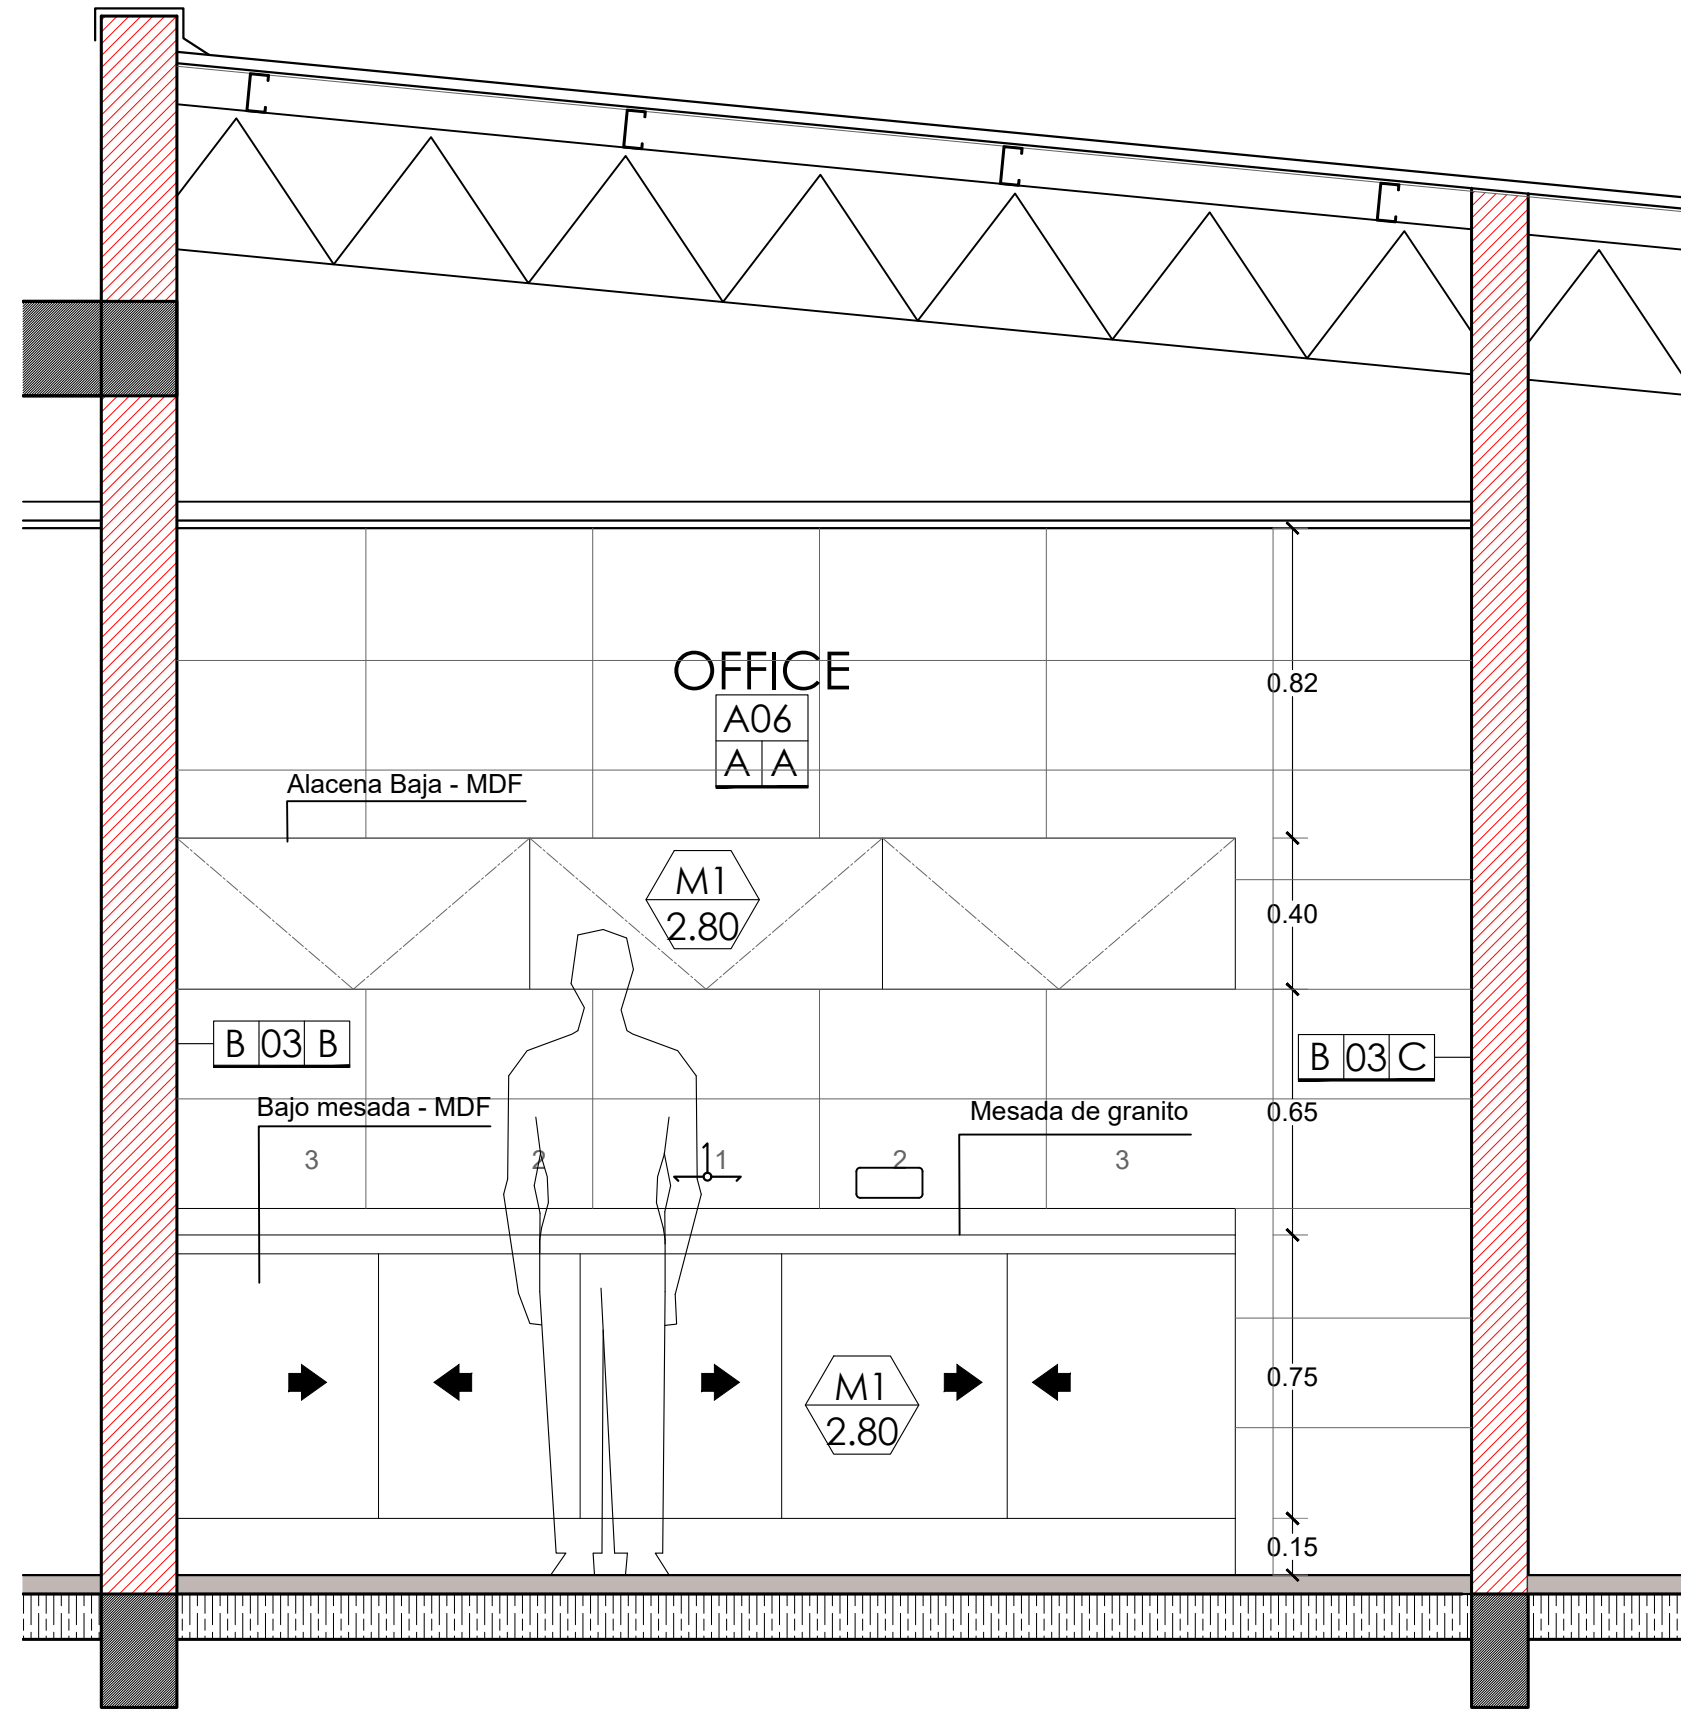 OFFICE
0.82
A06
A A
Alacena Baja - MDF
M1
2.80
0.40
B 03 B
B 03 C
Bajo mesada - MDF
Mesada de granito
0.65
3 2 1 2 3
M1
2.80
0.75
0.15